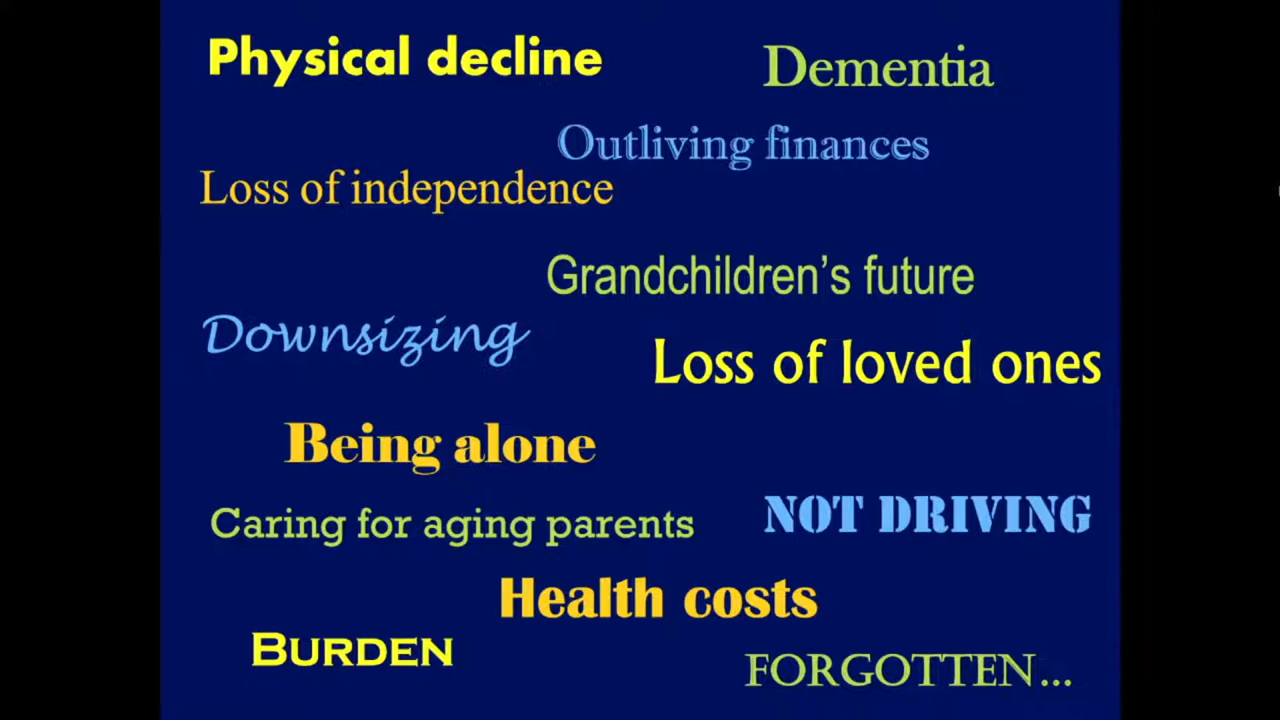 Physical decline
Dementia
Outliving finances
Loss of independence
Grandchildren’s future
Downsizing
Loss of loved ones
Being alone
Caring for aging parents
NOT DRIVING
Health costs
BURDEN
FORGOTTEN...